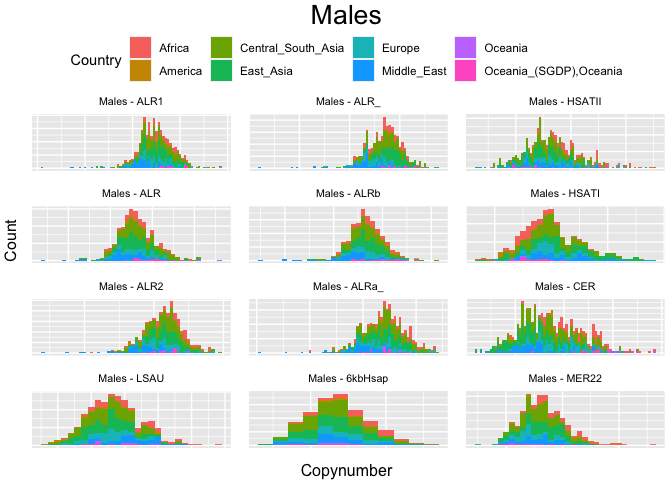 Males
Country
Africa
Central_South_Asia
Europe
Oceania
America
East_Asia
Middle_East
Oceania_(SGDP),Oceania
Males - ALR1
Males - ALR_
Males - HSATII
Males - ALR
Males - ALRb
Males - HSATI
Count
Males - ALR2
Males - ALRa_
Males - CER
Males - LSAU
Males - 6kbHsap
Males - MER22
Copynumber